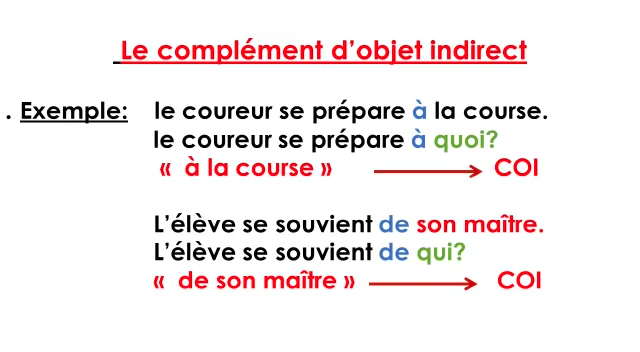 Le complément d’objet indirect
. Exemple: le coureur se prépare à la course.
le coureur se prépare à quoi?
« à la course » COI
L’élève se souvient de son maître.
L’élève se souvient de qui?
« de son maître » COI